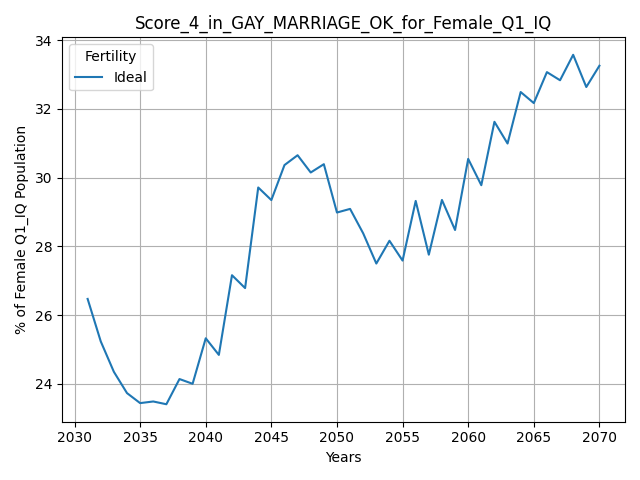 Score_4_in_GAY_MARRIAGE_OK_for_Female_Q1_IQ
Fertility
Ideal
% of Female Q1_IQ Population
34
32
30
28
26
24
2030 2035 2040 2045 2050 2055 2060 2065 2070
Years